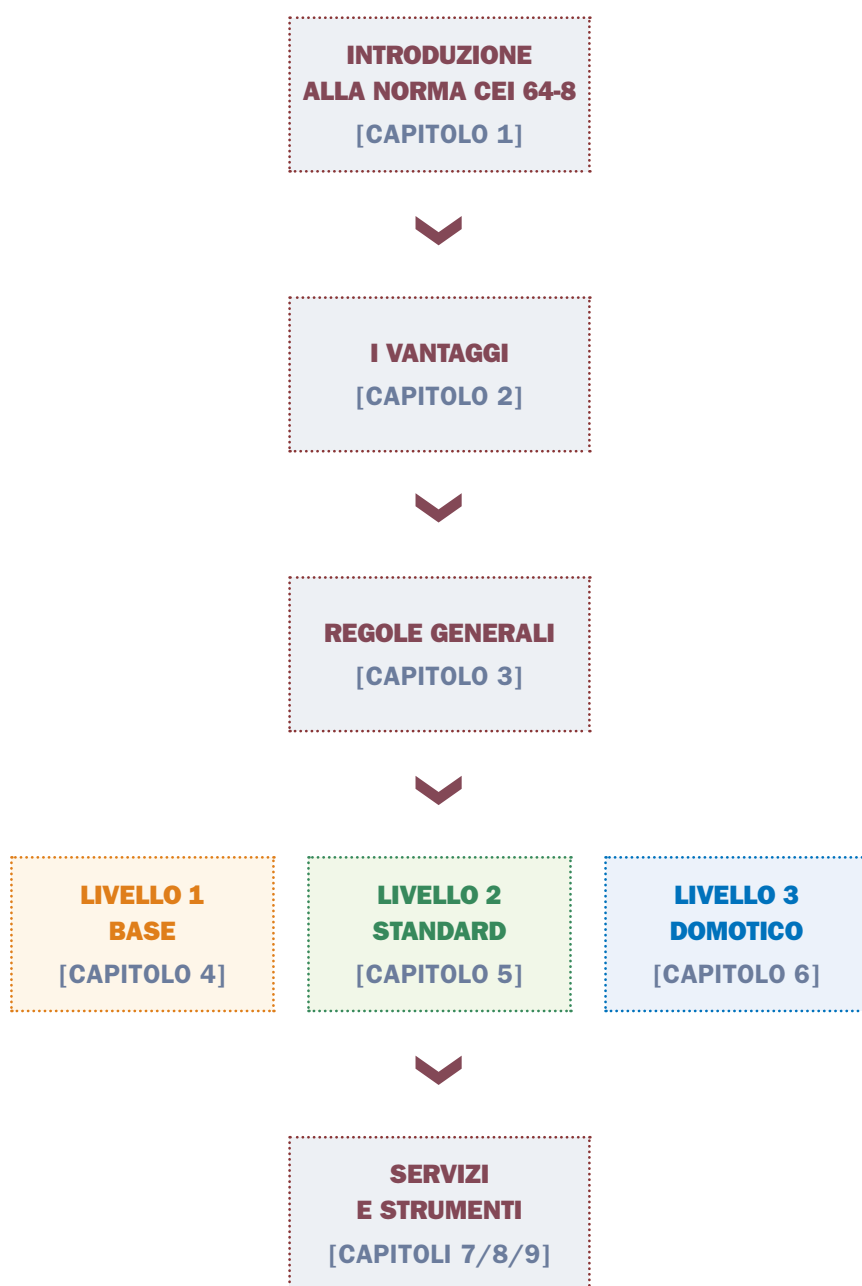 INTRODUZIONE
ALLA NORMA CEI 64-8
[CAPITOLO 1]
I VANTAGGI
[CAPITOLO 2]
REGOLE GENERALI
[CAPITOLO 3]
LIVELLO 1
BASE
[CAPITOLO 4]
LIVELLO 2
STANDARD
[CAPITOLO 5]
LIVELLO 3
DOMOTICO
[CAPITOLO 6]
SERVIZI
E STRUMENTI
[CAPITOLI 7/8/9]